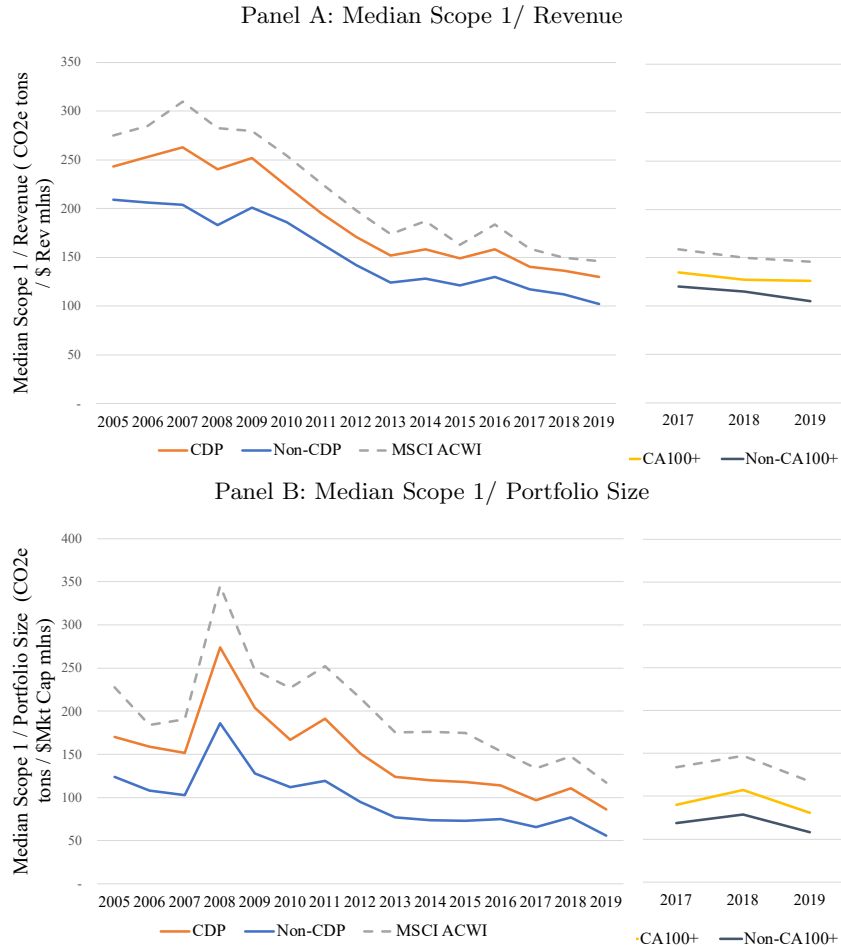 Panel A: Median Scope 1/ Revenue
Median Scope 1 / Revenue ( CO2e tons
/ $ Rev mlns)
350
300
250
200
150
100
50
-
2005 2006 2007 2008 2009 2010 2011 2012 2013 2014 2015 2016 2017 2018 2019
CDP Non-CDP MSCI ACWI
2017 2018 2019
CA100+ Non-CA100+
Panel B: Median Scope 1/ Portfolio Size
Median Scope 1 / Portfolio Size (CO2e
tons / $Mkt Cap mlns)
400
350
300
250
200
150
100
50
-
2005 2006 2007 2008 2009 2010 2011 2012 2013 2014 2015 2016 2017 2018 2019
CDP Non-CDP MSCI ACWI
2017 2018 2019
CA100+ Non-CA100+